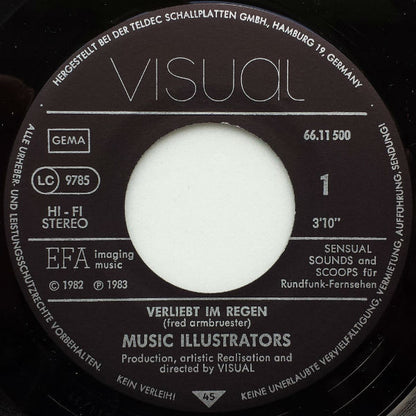 HERGESTELLT BEI DER TELDEC SCHALLPLATTEN GMBH., HAMBURG 19, GERMANY
VISUAL
GEMA
66.11 500
LC 9785
1
HI - FI
STEREO
3'10"
EFA imaging
music
SENSUAL
SOUNDS and
SCOOPS für
Rundfunk-Fernsehen
© 1982 ℗ 1983
VERLIEBT IM REGEN
(fred armbruester)
MUSIC ILLUSTRATORS
Production, artistic Realisation and
directed by VISUAL
ALLE URHEBER- UND LEISTUNGSSCHUTZRECHTE VORBEHALTEN.
KEIN VERLEIH!
45
KEINE UNERLAUBTE VERVIELFÄLTIGUNG, VERMIETUNG, AUFFÜHRUNG, SENDUNG!